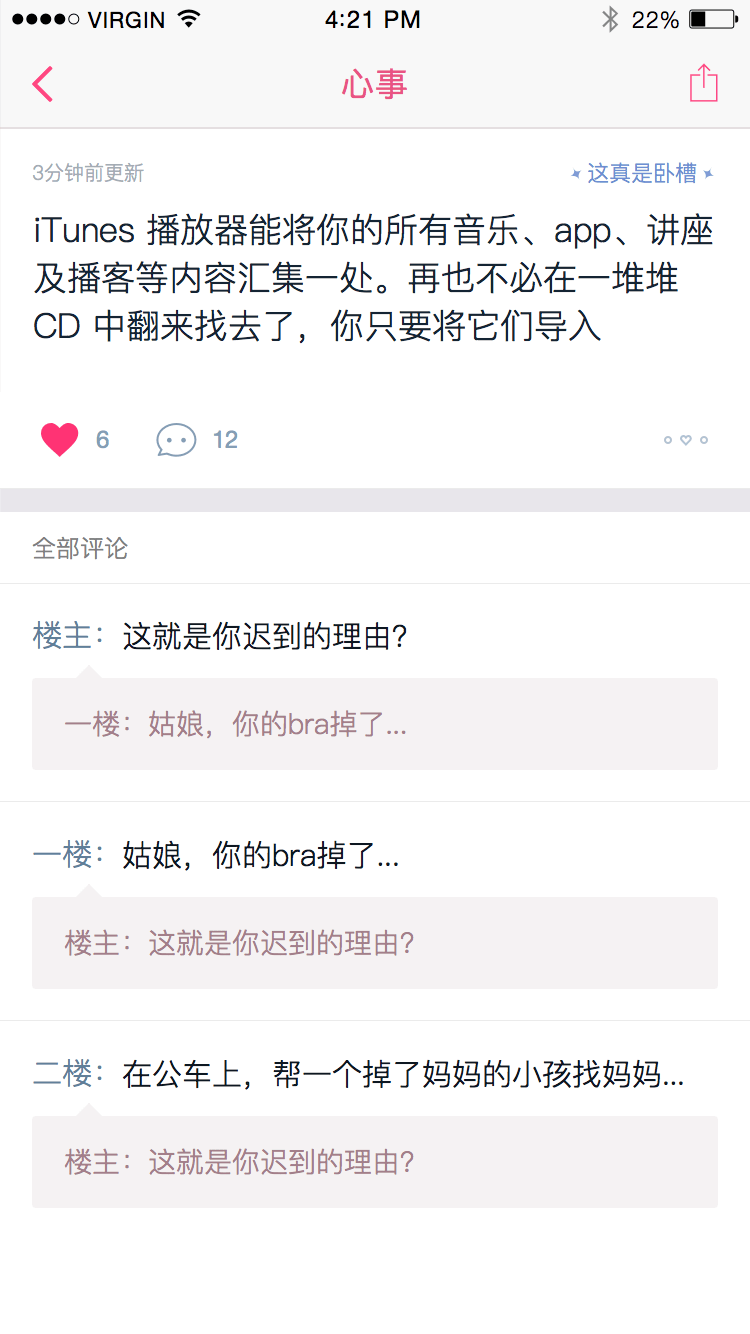 VIRGIN 4:21 PM 22%
心事
3分钟前更新 这真是卧槽
iTunes 播放器能将你的所有音乐、app、讲座
及播客等内容汇集一处。再也不必在一堆堆
CD 中翻来找去了，你只要将它们导入
6 12
全部评论
楼主：这就是你迟到的理由？
一楼：姑娘，你的bra掉了...
一楼：姑娘，你的bra掉了...
楼主：这就是你迟到的理由？
二楼：在公车上，帮一个掉了妈妈的小孩找妈妈...
楼主：这就是你迟到的理由？